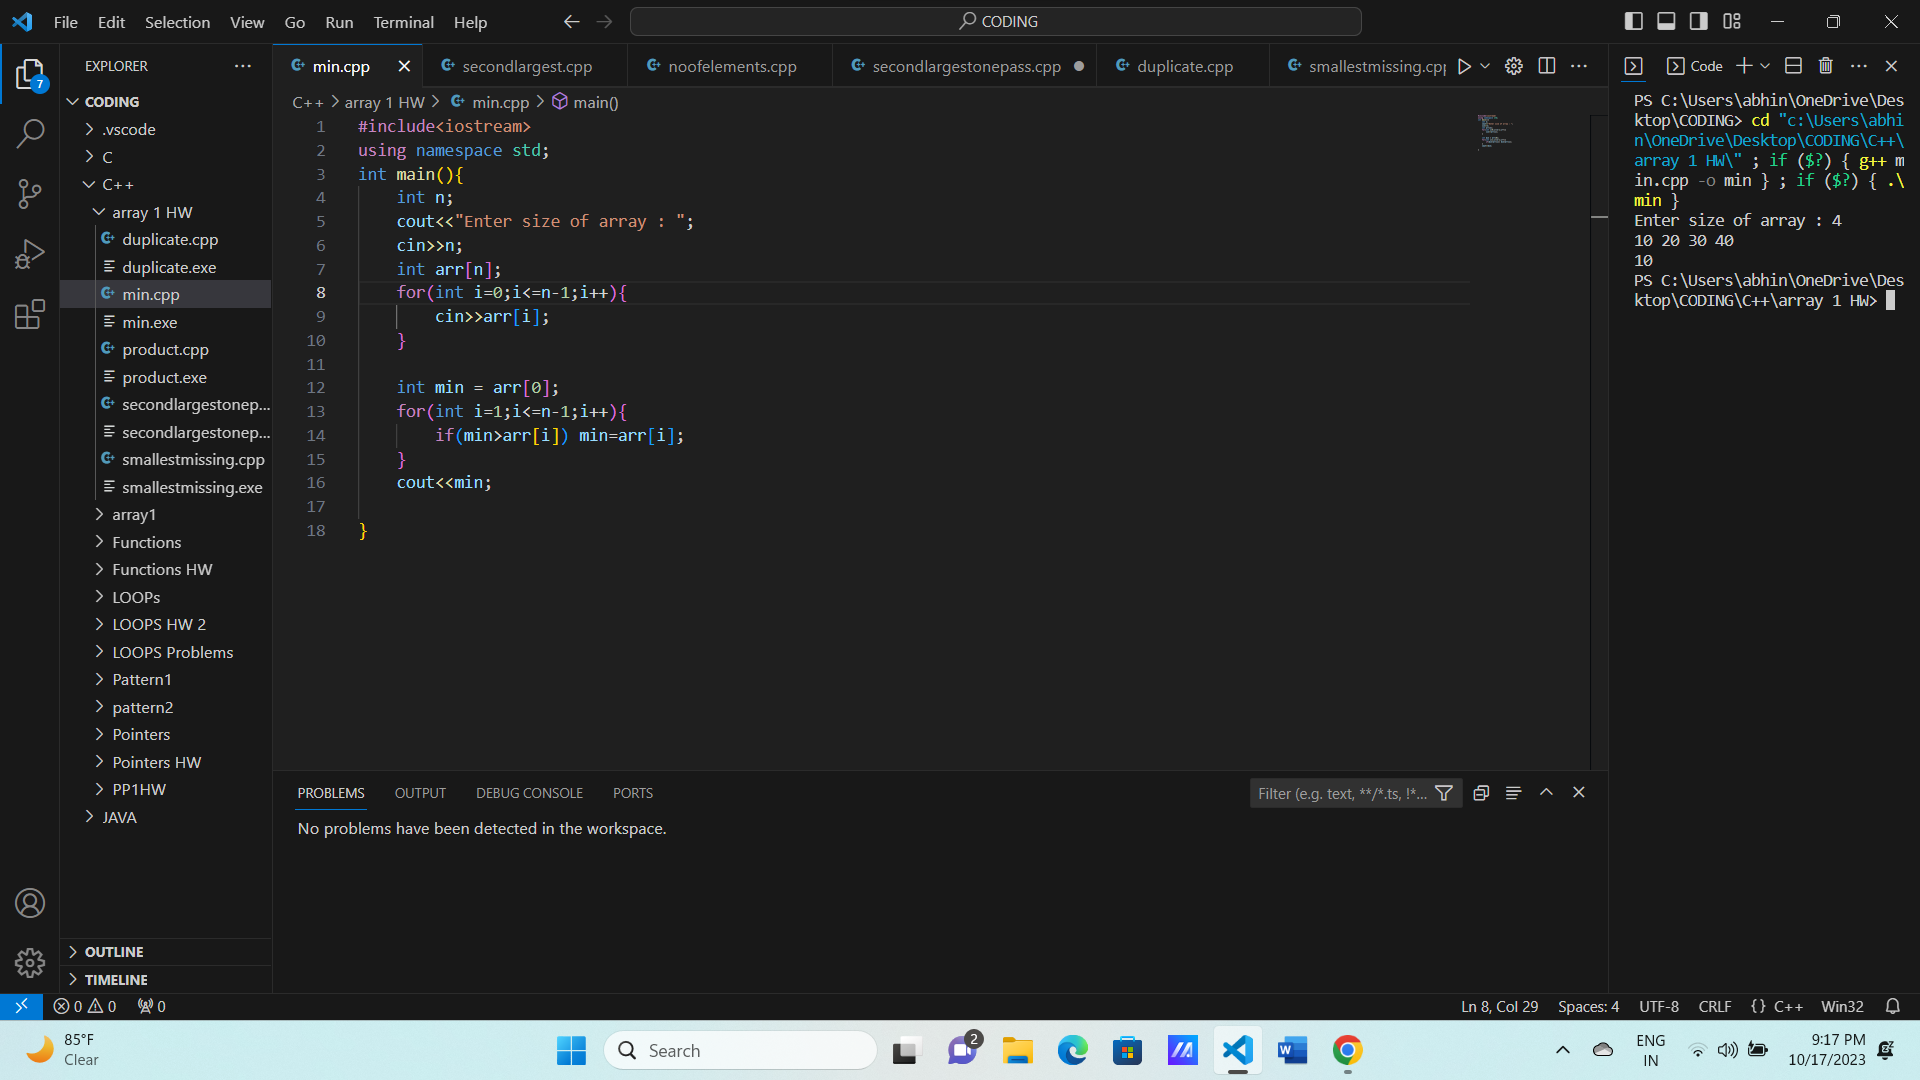 File Edit Selection View Go Run Terminal Help
CODING
EXPLORER
7
CODING
.vscode
C
C++
array 1 HW
duplicate.cpp
duplicate.exe
min.cpp
min.exe
product.cpp
product.exe
secondlargestonep...
secondlargestonep...
smallestmissing.cpp
smallestmissing.exe
array1
Functions
Functions HW
LOOPs
LOOPS HW 2
LOOPS Problems
Pattern1
pattern2
Pointers
Pointers HW
PP1HW
JAVA
OUTLINE
TIMELINE
min.cpp secondlargest.cpp noofelements.cpp secondlargestonepass.cpp duplicate.cpp smallestmissing.cpp
C++ > array 1 HW > min.cpp > main()
1 #include<iostream>
2 using namespace std;
3 int main(){
4 int n;
5 cout<<"Enter size of array : ";
6 cin>>n;
7 int arr[n];
8 for(int i=0;i<=n-1;i++){
9 cin>>arr[i];
10 }
11
12 int min = arr[0];
13 for(int i=1;i<=n-1;i++){
14 if(min>arr[i]) min=arr[i];
15 }
16 cout<<min;
17
18 }
PROBLEMS OUTPUT DEBUG CONSOLE PORTS
Filter (e.g. text, **/*.ts, !*...
No problems have been detected in the workspace.
Code
PS C:\Users\abhin\OneDrive\Des
ktop\CODING> cd "c:\Users\abhi
n\OneDrive\Desktop\CODING\C++\
array 1 HW\" ; if ($?) { g++ m
in.cpp -o min } ; if ($?) { .\
min }
Enter size of array : 4
10 20 30 40
10
PS C:\Users\abhin\OneDrive\Des
ktop\CODING\C++\array 1 HW>
0 0 0
Ln 8, Col 29 Spaces: 4 UTF-8 CRLF {} C++ Win32
85°F
Clear
Search
2
W
ENG
IN
9:17 PM
10/17/2023